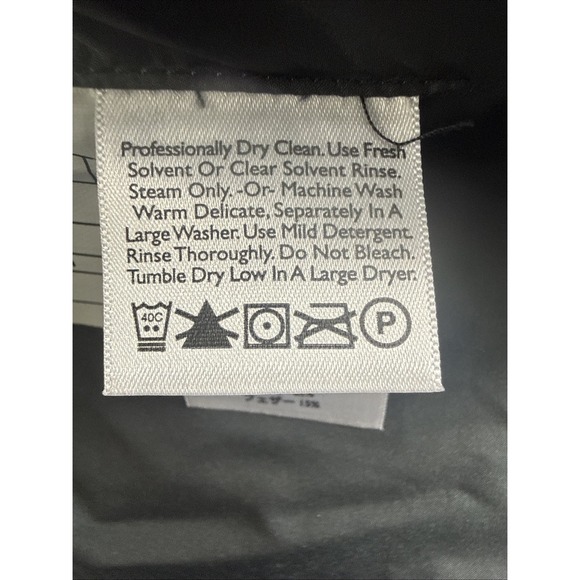 Professionally Dry Clean. Use Fresh
Solvent Or Clear Solvent Rinse.
Steam Only. -Or- Machine Wash
Warm Delicate, Separately In A
Large Washer. Use Mild Detergent.
Rinse Thoroughly. Do Not Bleach.
Tumble Dry Low In A Large Dryer.
40C P
フェザー 15%